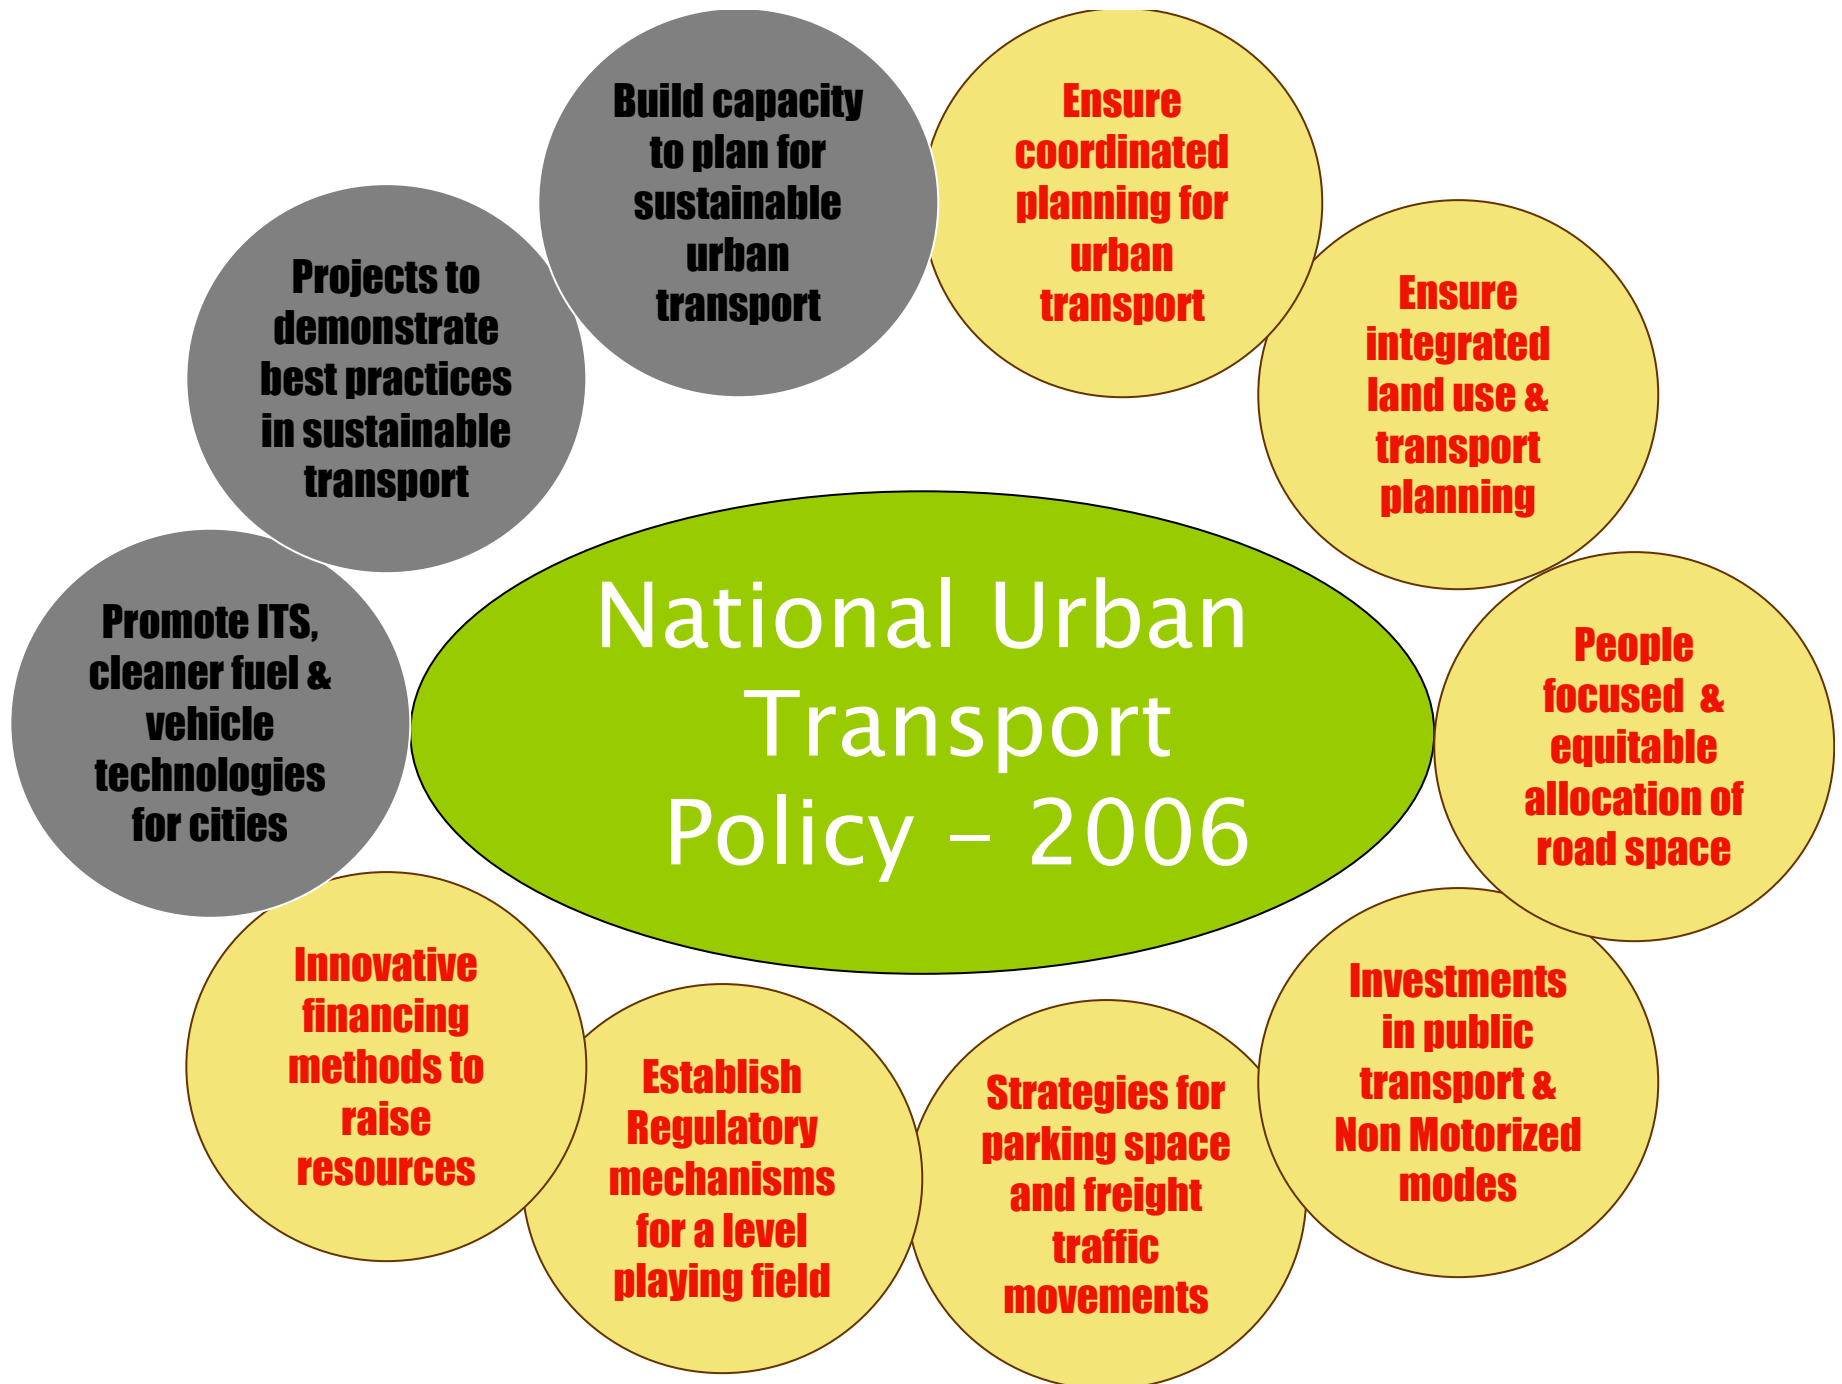 Build capacity
to plan for
sustainable
urban
transport
Ensure
coordinated
planning for
urban
transport
Ensure
integrated
land use &
transport
planning
People
focused & 
equitable
allocation of
road space
Investments
in public
transport &
Non Motorized
modes
Strategies for
parking space
and freight
traffic
movements
Establish
Regulatory
mechanisms
for a level
playing field
Innovative
financing
methods to
raise
resources
Promote ITS,
cleaner fuel &
vehicle
technologies
for cities
Projects to
demonstrate
best practices
in sustainable
transport
National Urban
Transport
Policy – 2006